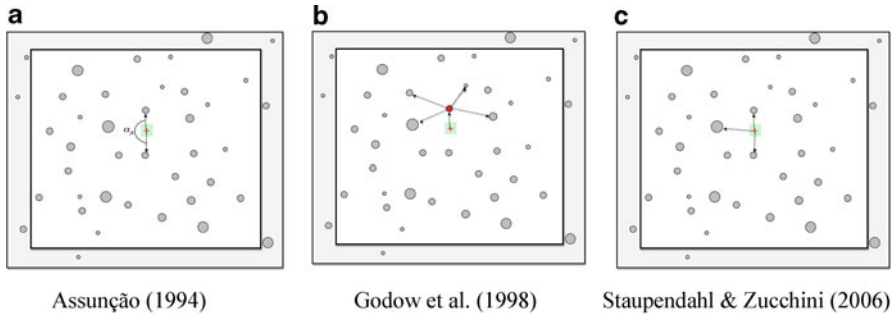 a
b
c
Assunção (1994)
Godow et al. (1998)
Staupendahl & Zucchini (2006)